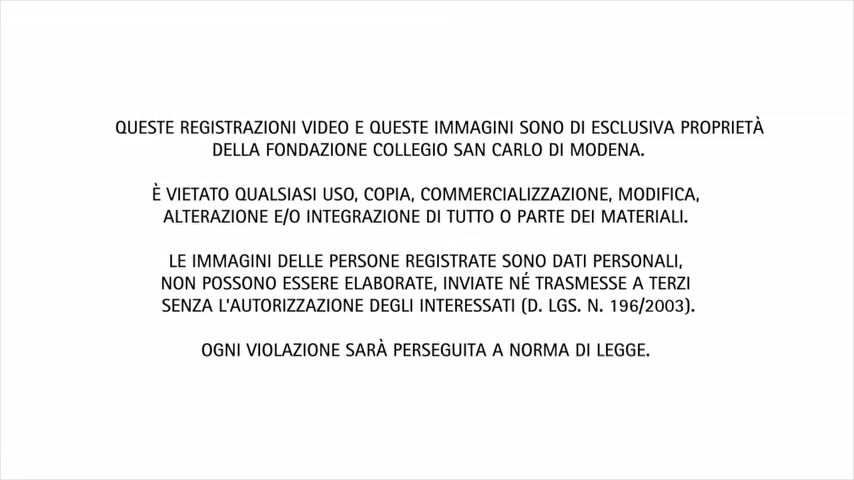 QUESTE REGISTRAZIONI VIDEO E QUESTE IMMAGINI SONO DI ESCLUSIVA PROPRIETÀ
DELLA FONDAZIONE COLLEGIO SAN CARLO DI MODENA.
È VIETATO QUALSIASI USO, COPIA, COMMERCIALIZZAZIONE, MODIFICA,
ALTERAZIONE E/O INTEGRAZIONE DI TUTTO O PARTE DEI MATERIALI.
LE IMMAGINI DELLE PERSONE REGISTRATE SONO DATI PERSONALI,
NON POSSONO ESSERE ELABORATE, INVIATE NÉ TRASMESSE A TERZI
SENZA L'AUTORIZZAZIONE DEGLI INTERESSATI (D. LGS. N. 196/2003).
OGNI VIOLAZIONE SARÀ PERSEGUITA A NORMA DI LEGGE.